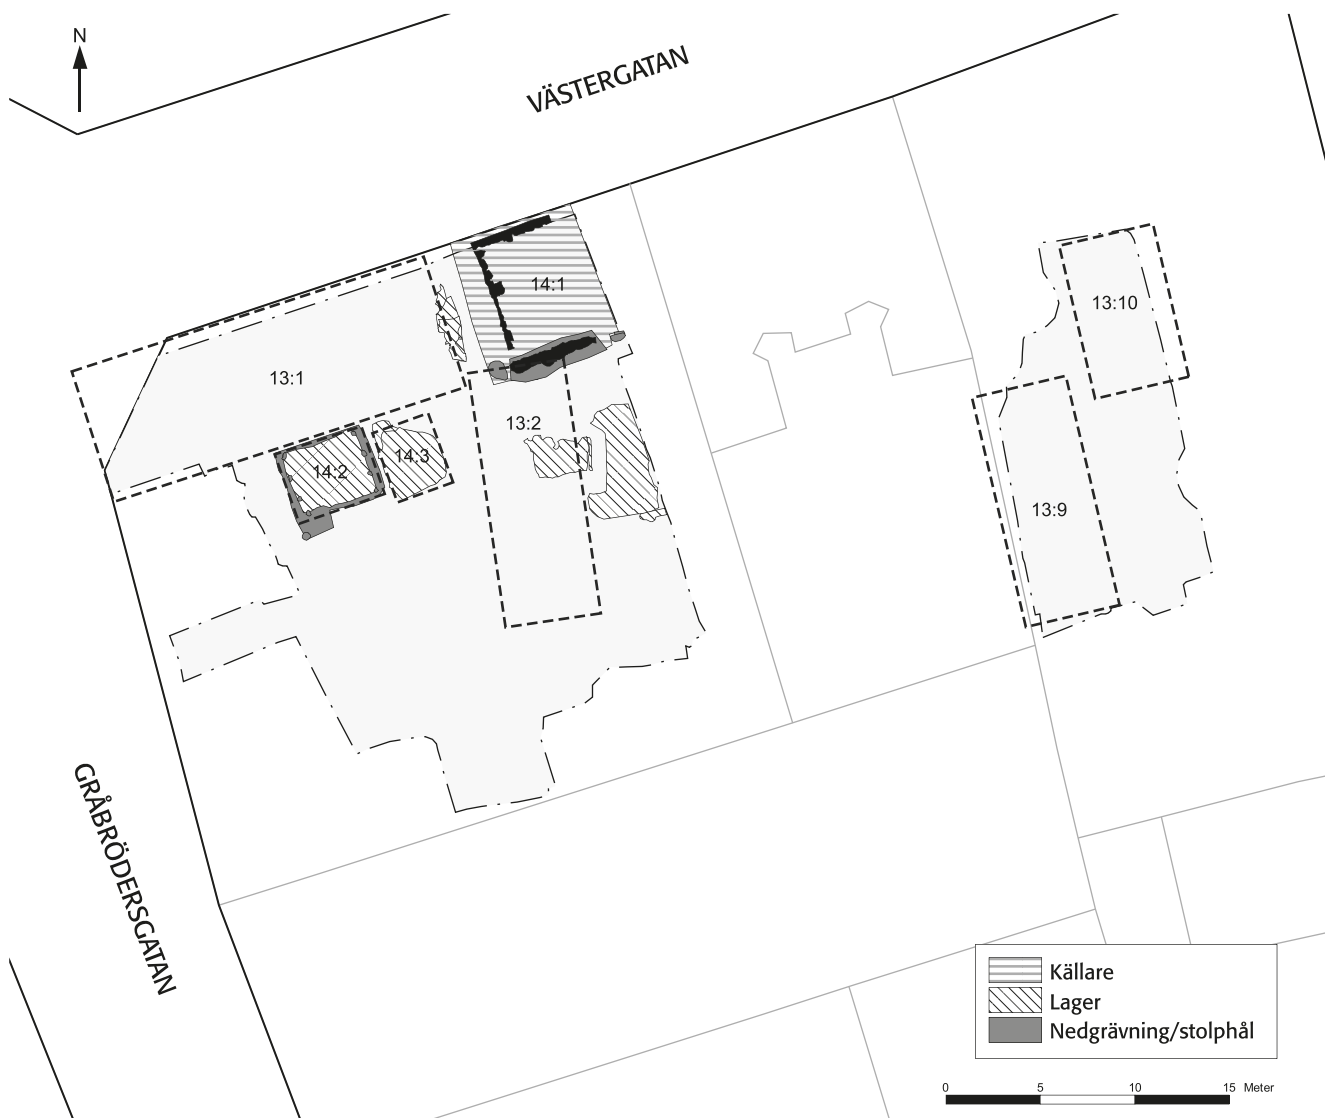 N
VÄSTERGATAN
14:1
13:10
13:1
13:2
14:2
14:3
13:9
GRÅBRÖDERSGATAN
Källare
Lager
Nedgrävning/stolphål
0 5 10 15 Meter